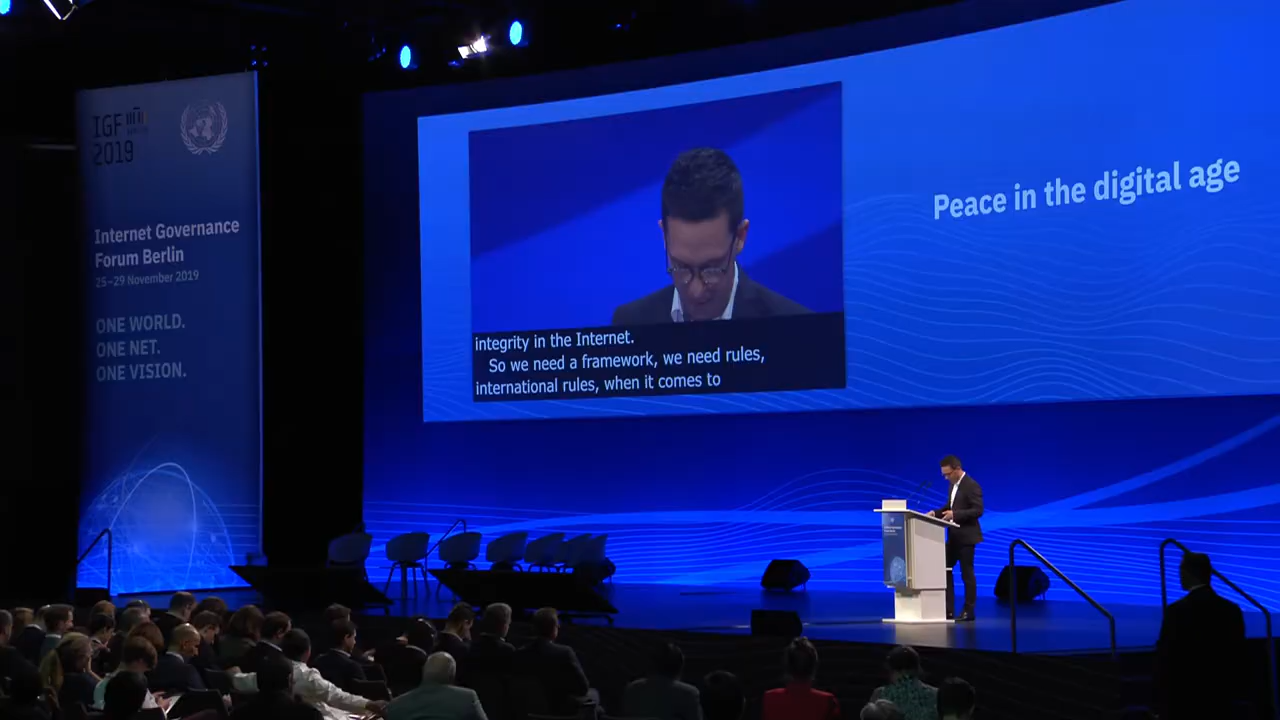 IGF
2019
Internet Governance
Forum Berlin
25–29 November 2019
ONE WORLD.
ONE NET.
ONE VISION.
integrity in the Internet.
So we need a framework, we need rules,
international rules, when it comes to
Peace in the digital age